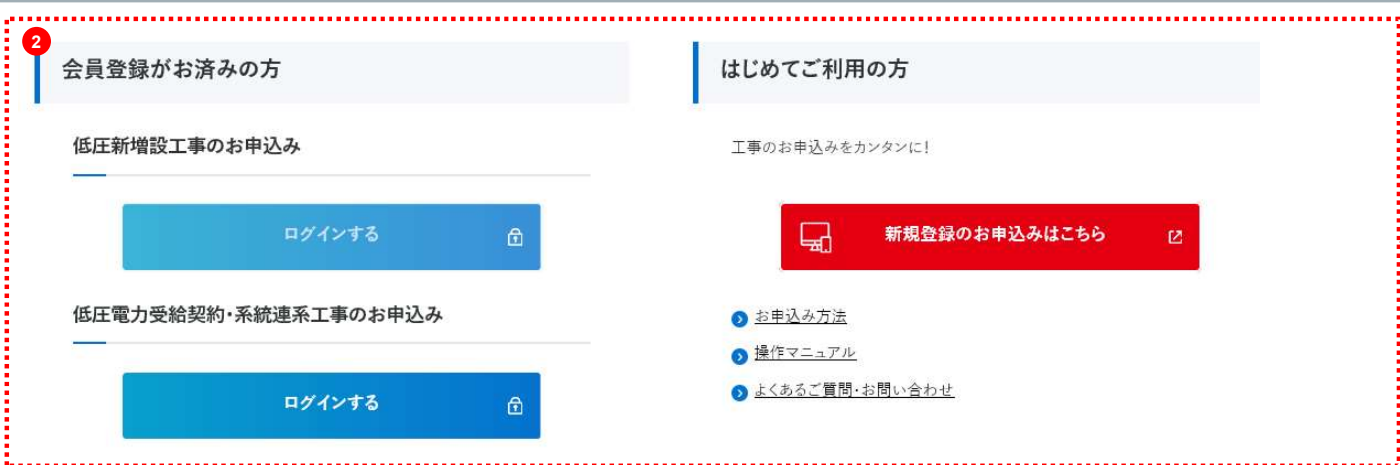 2
会員登録がお済みの方
低圧新増設工事のお申込み
ログインする
低圧電力受給契約・系統連系工事のお申込み
ログインする
はじめてご利用の方
工事のお申込みをカンタンに！
新規登録のお申込みはこちら
お申込み方法
操作マニュアル
よくあるご質問・お問い合わせ